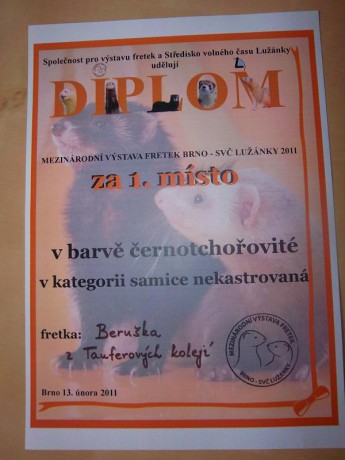 Společnost pro výstavu fretek a Středisko volného času Lužánky
udělují
DIPLOM
MEZINÁRODNÍ VÝSTAVA FRETEK BRNO - SVČ LUŽÁNKY 2011
za 1. místo
v barvě černotchořovité
v kategorii samice nekastrovaná
fretka: Beruška
z Tauferových kolejí
MEZINÁRODNÍ VÝSTAVA FRETEK
BRNO - SVČ LUŽÁNKY
Brno 13. února 2011